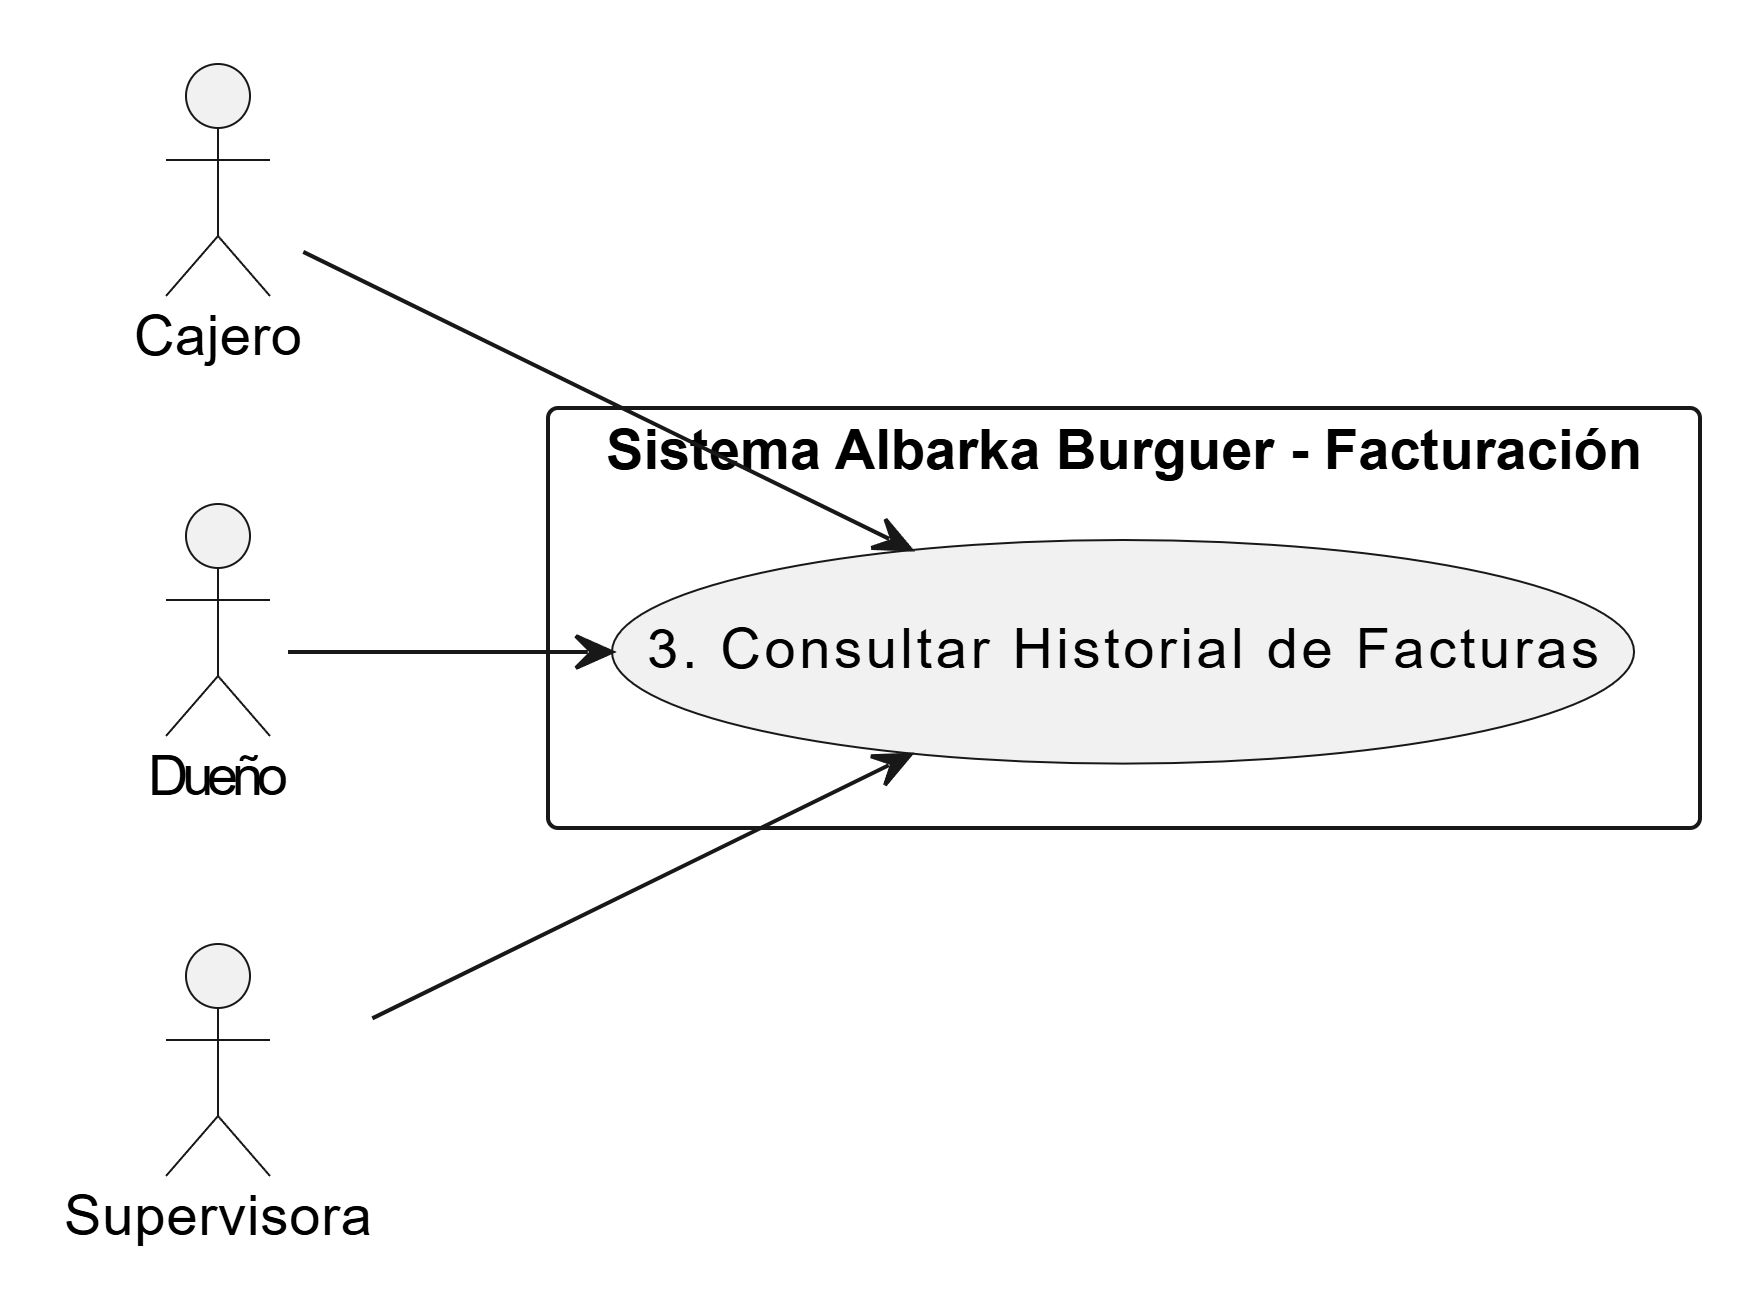 Cajero
Sistema Albarka Burguer - Facturación
3. Consultar Historial de Facturas
Dueño
Supervisora